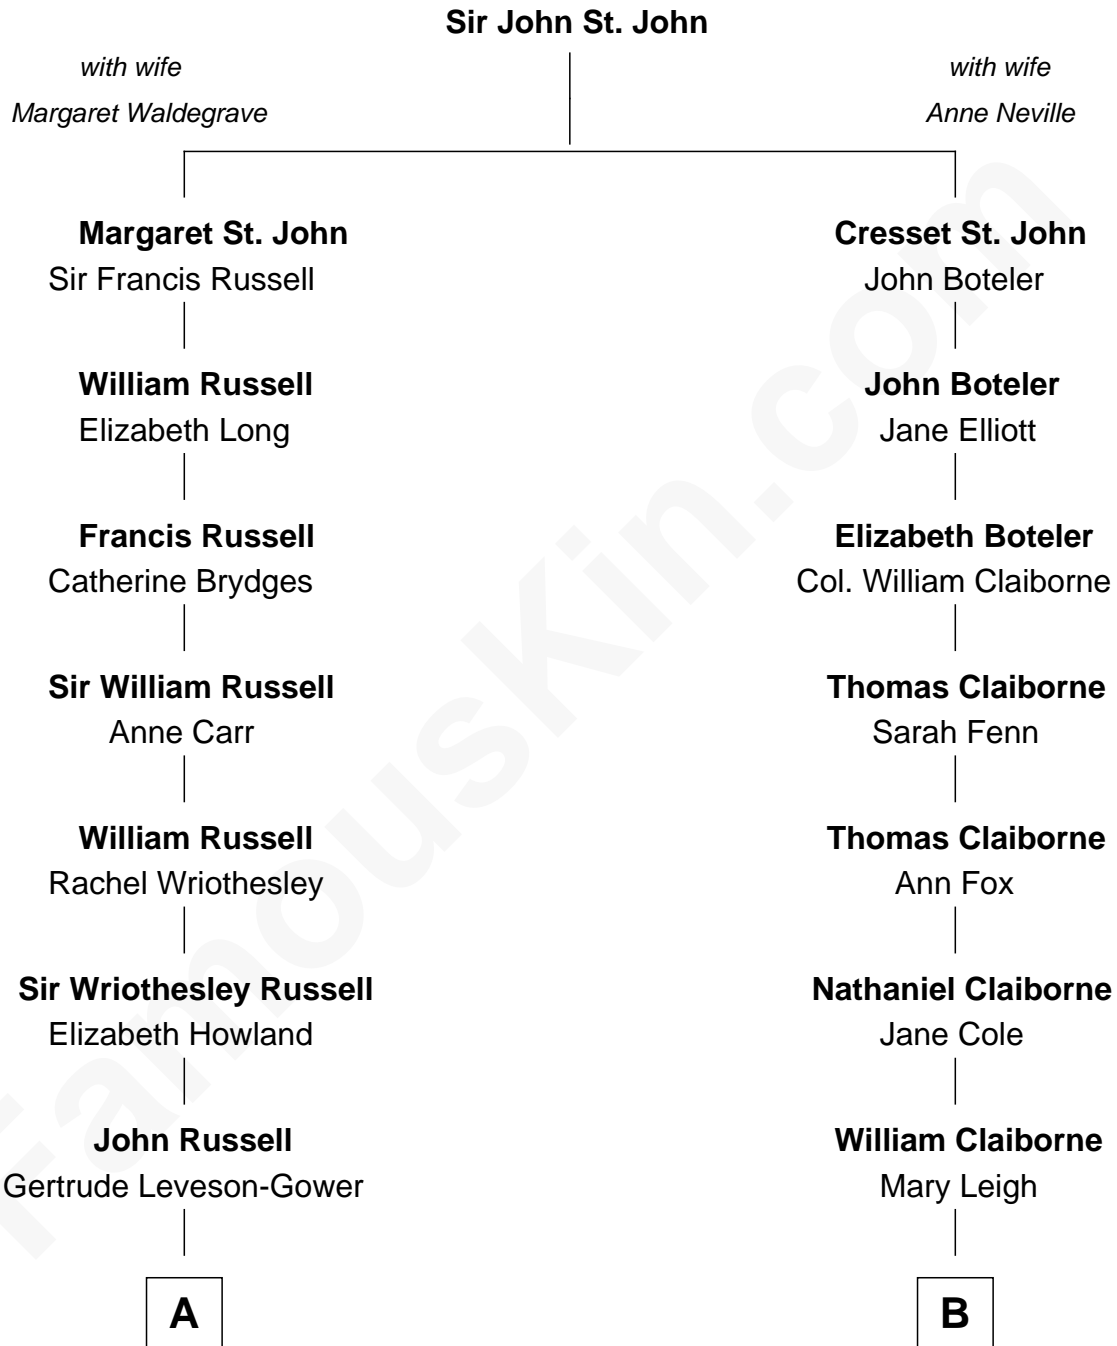 Sir John St. John
with wife
Margaret Waldegrave
with wife
Anne Neville
Margaret St. John
Sir Francis Russell
Cresset St. John
John Boteler
William Russell
Elizabeth Long
John Boteler
Jane Elliott
Francis Russell
Catherine Brydges
Elizabeth Boteler
Col. William Claiborne
Sir William Russell
Anne Carr
Thomas Claiborne
Sarah Fenn
William Russell
Rachel Wriothesley
Thomas Claiborne
Ann Fox
Sir Wriothesley Russell
Elizabeth Howland
Nathaniel Claiborne
Jane Cole
John Russell
Gertrude Leveson-Gower
William Claiborne
Mary Leigh
A
B
FamousKin.com